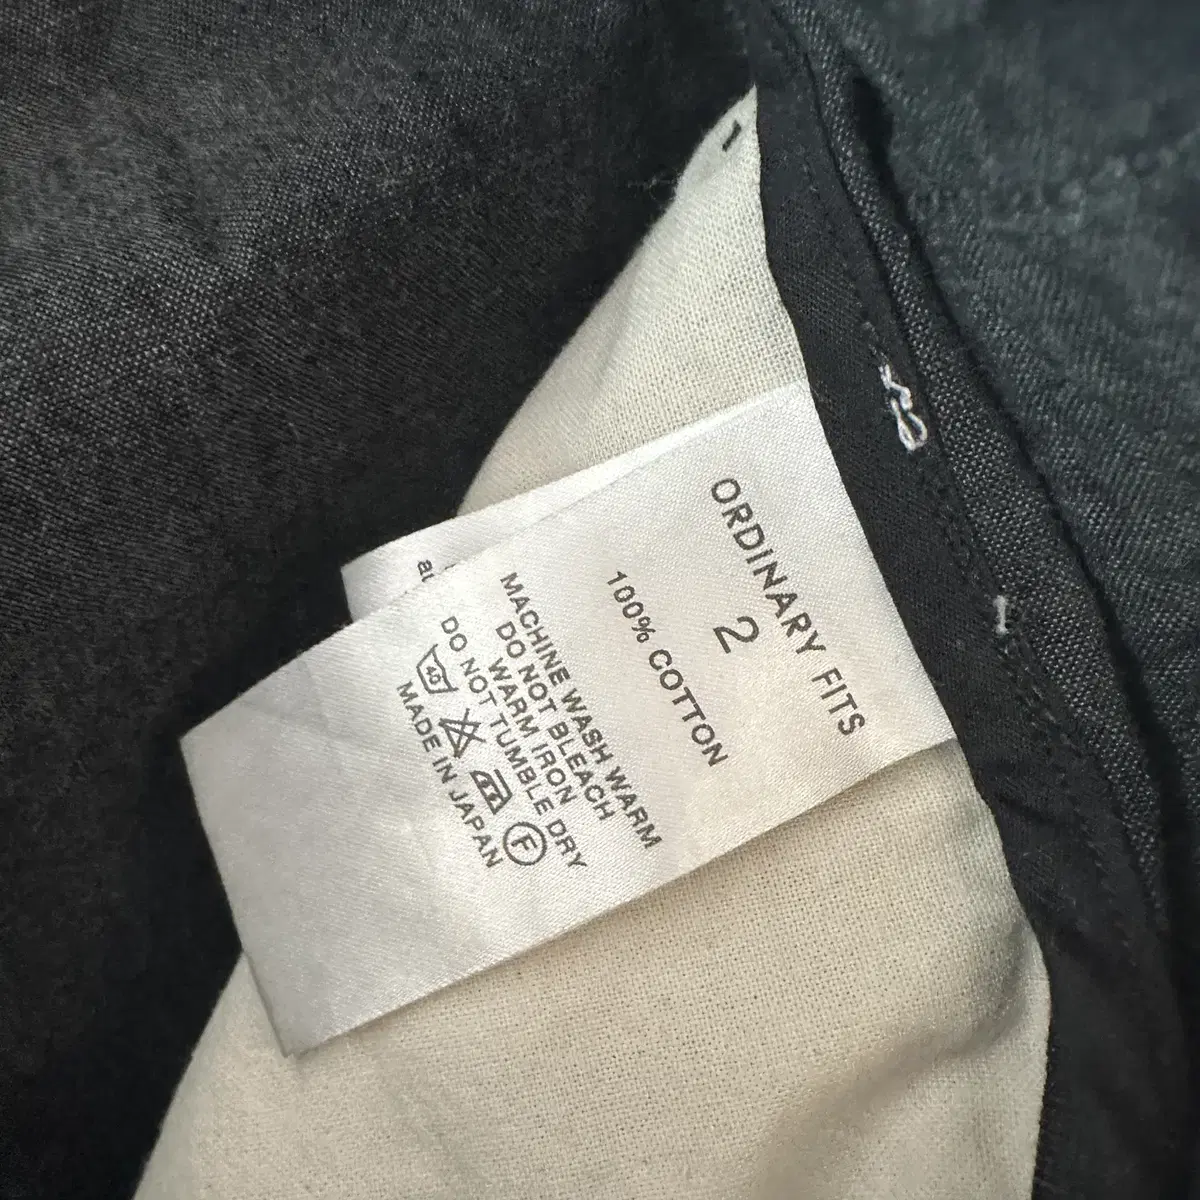 ORDINARY FITS
2
100% COTTON
MACHINE WASH WARM
DO NOT BLEACH
WARM IRON
DO NOT TUMBLE DRY
40 F
MADE IN JAPAN